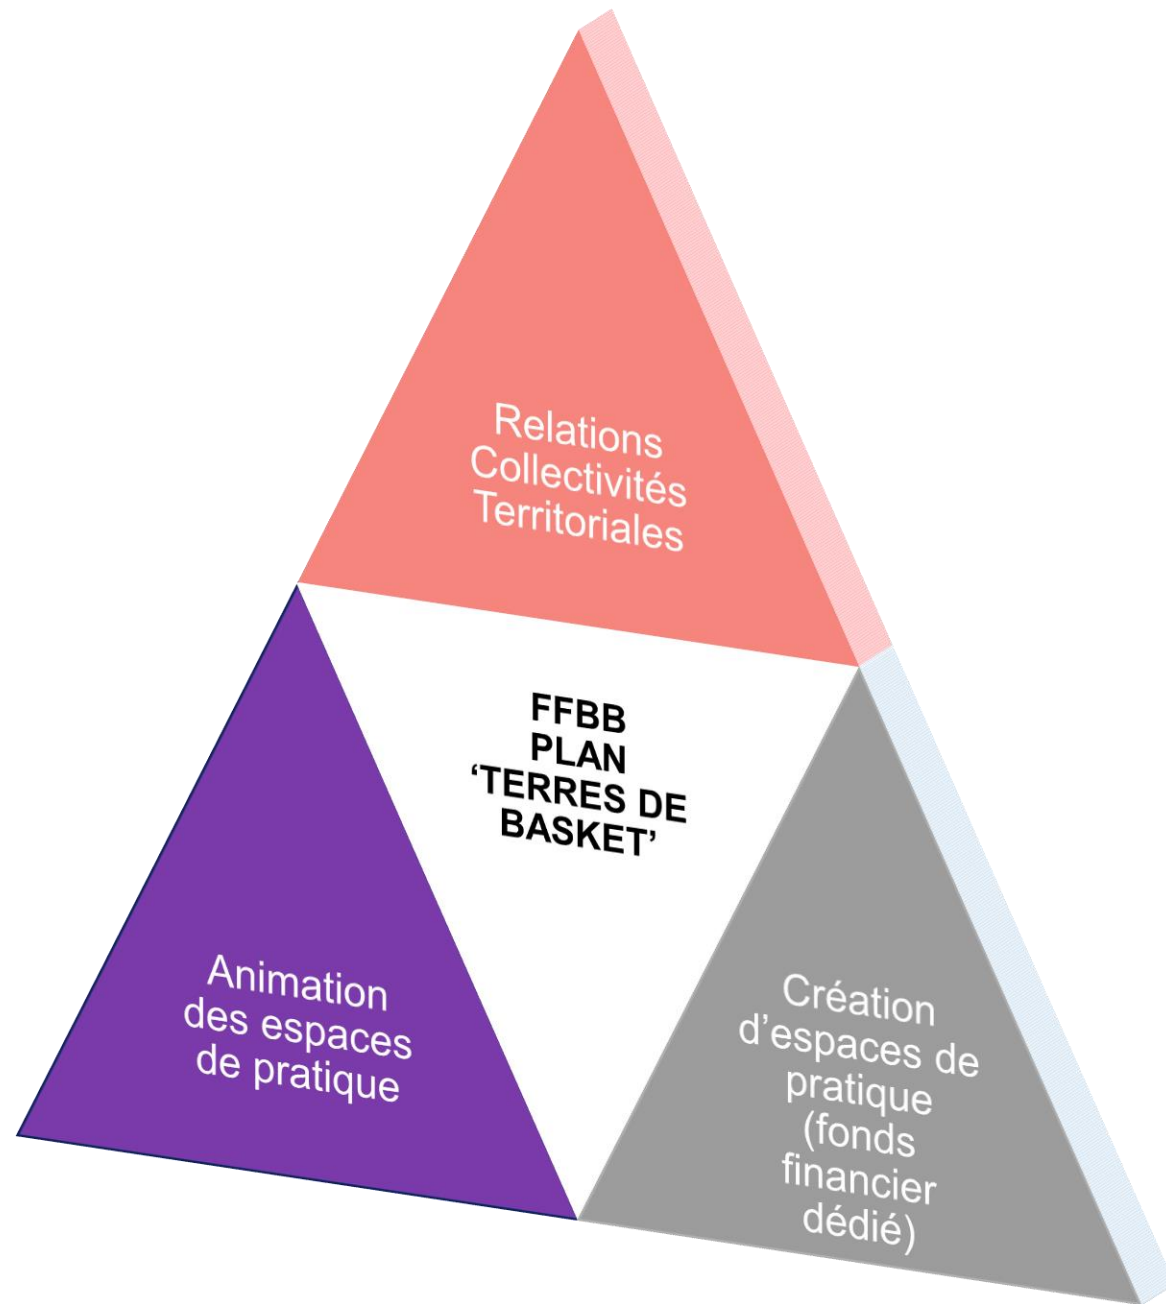 Relations
Collectivités
Territoriales
FFBB
PLAN
‘TERRES DE
BASKET’
Animation
des espaces
de pratique
Création
d’espaces de
pratique
(fonds
financier
dédié)